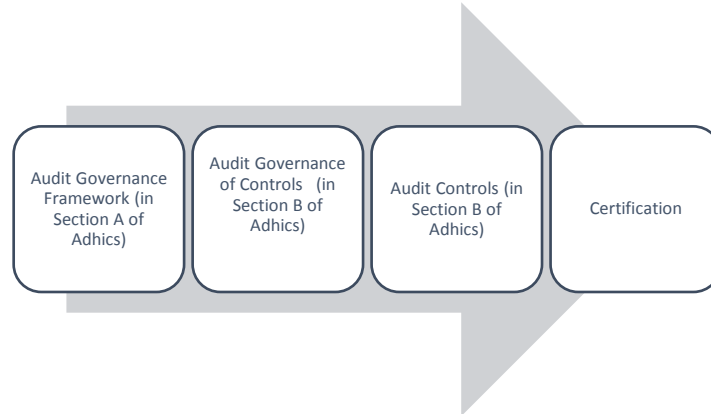 Audit Governance
Framework (in
Section A of
Adhics)
Audit Governance
of Controls   (in
Section B of
Adhics)
Audit Controls (in
Section B of
Adhics)
Certification